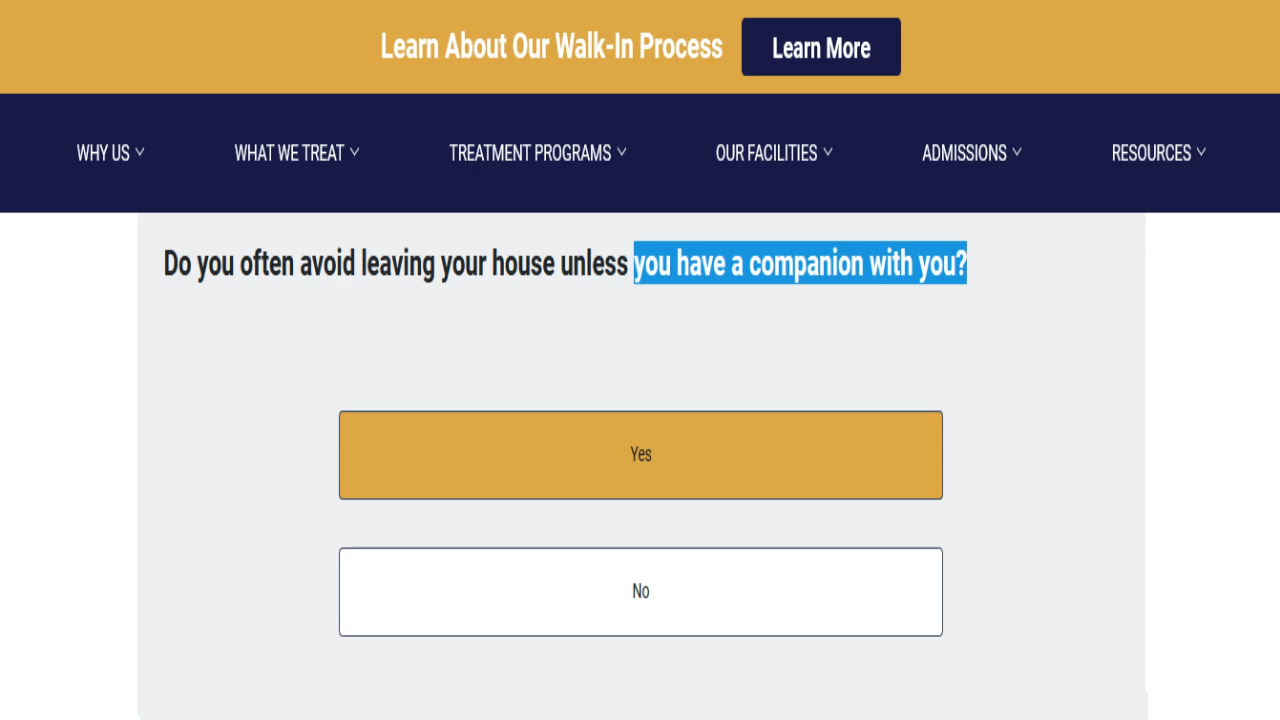 Learn About Our Walk-In Process Learn More
WHY US WHAT WE TREAT TREATMENT PROGRAMS OUR FACILITIES ADMISSIONS RESOURCES
Do you often avoid leaving your house unless you have a companion with you?
Yes
No